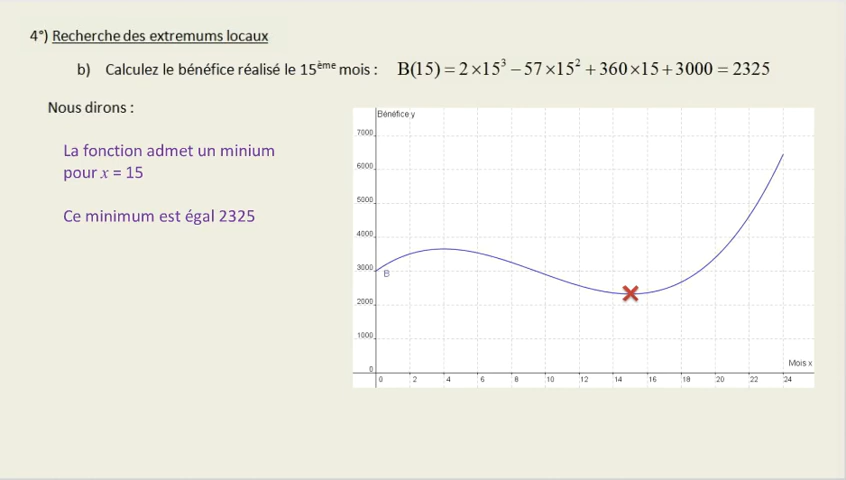 4°) Recherche des extremums locaux
b) Calculez le bénéfice réalisé le 15ème mois : B(15) = 2 ×15³ − 57 ×15² + 360 ×15 + 3000 = 2325
Nous dirons :
La fonction admet un minium
pour x = 15
Ce minimum est égal 2325
Bénéfice y
7000
6000
5000
4000
3000
B
2000
1000
Mois x
0
0 2 4 6 8 10 12 14 16 18 20 22 24